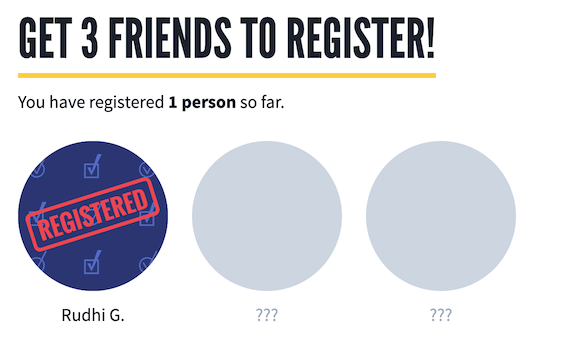 GET 3 FRIENDS TO REGISTER!
You have registered 1 person so far.
REGISTERED
Rudhi G.
???
???